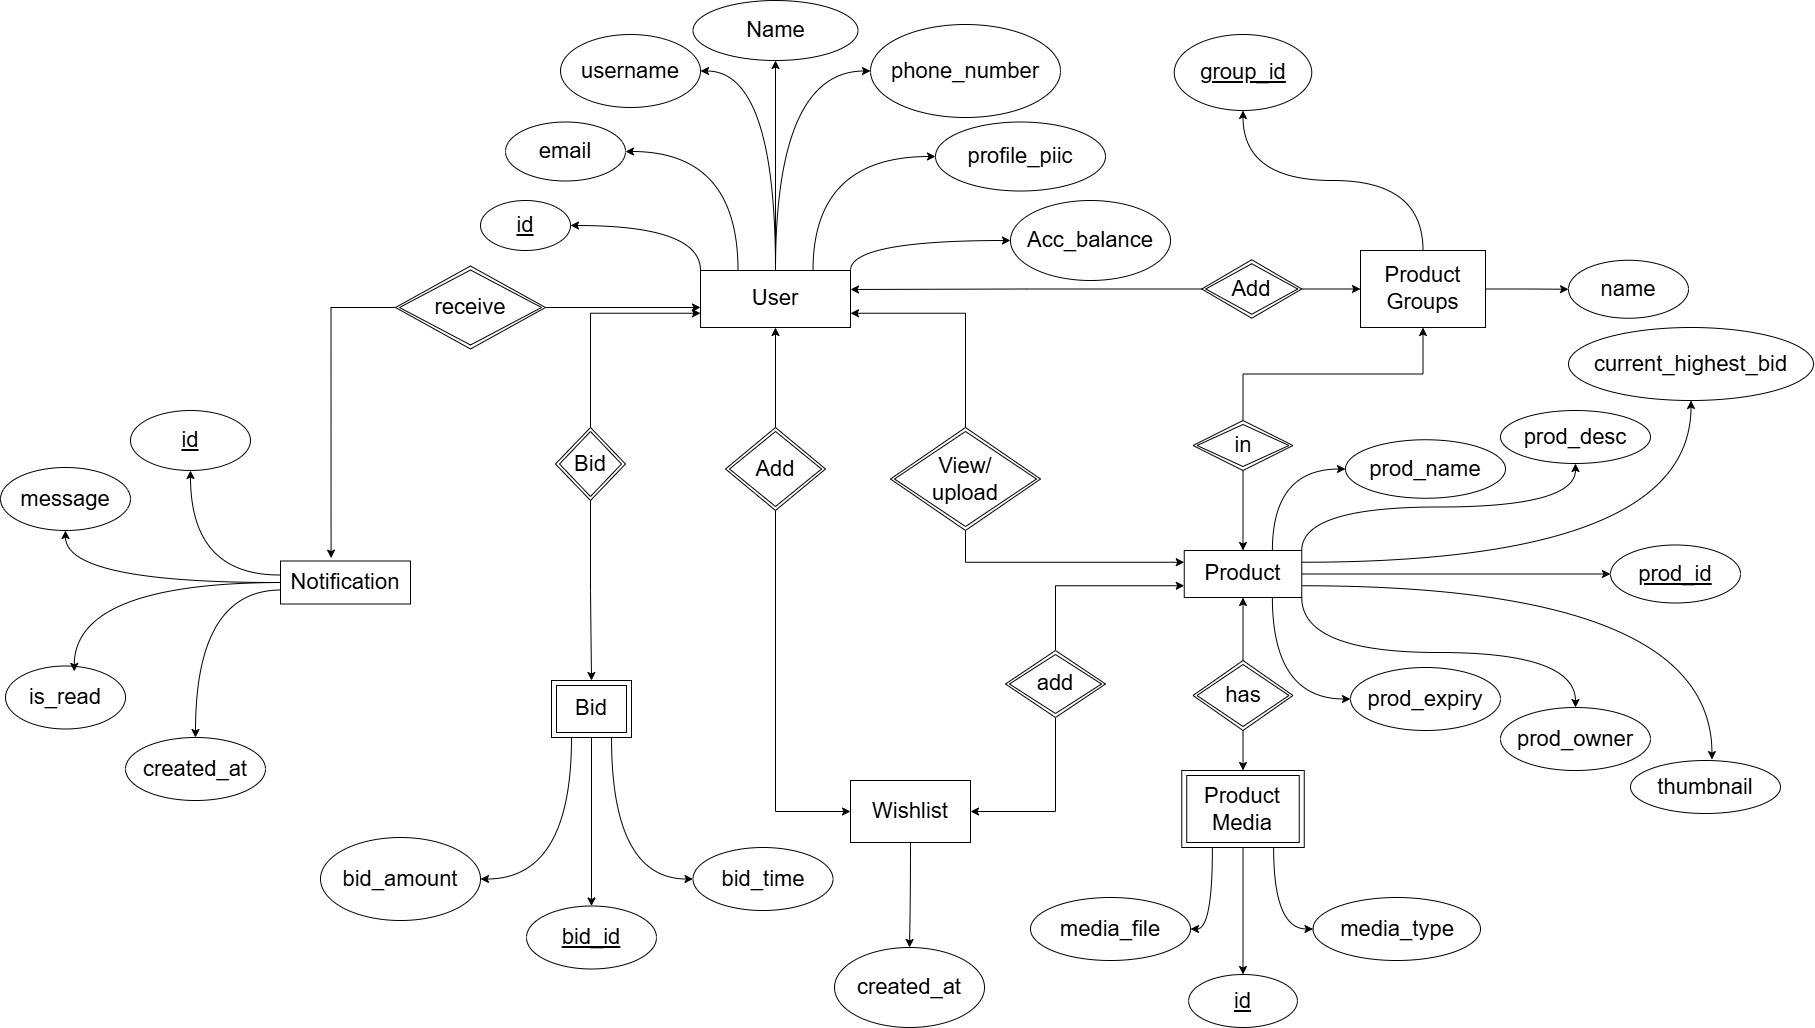 Name
username
phone_number
group_id
email
profile_piic
id
Acc_balance
Product
Groups
User
Add
name
receive
current_highest_bid
id
prod_desc
in
Bid
Add
View/
upload
prod_name
message
Product
prod_id
Notification
is_read
add
has
prod_expiry
Bid
prod_owner
created_at
thumbnail
Wishlist
Product
Media
bid_amount
bid_time
bid_id
media_file
media_type
created_at
id